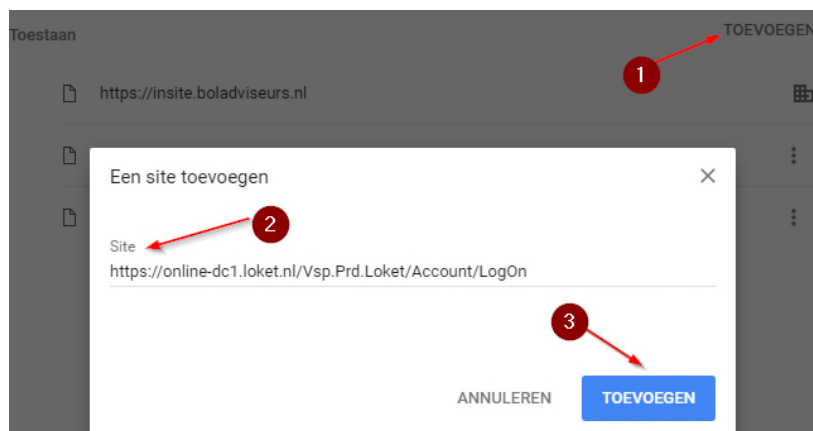 Toestaan
TOEVOEGEN
1
https://insite.boladviseurs.nl
Een site toevoegen
2
Site
https://online-dc1.loket.nl/Vsp.Prd.Loket/Account/LogOn
3
ANNULEREN
TOEVOEGEN